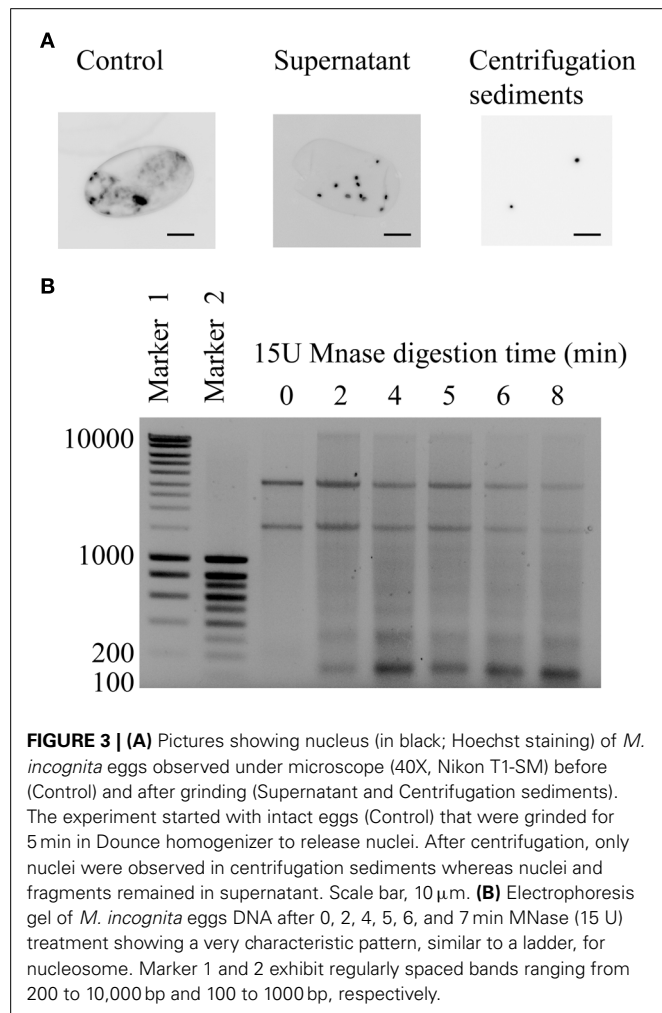 A
Control
Supernatant
Centrifugation
sediments
B
Marker 1
Marker 2
15U Mnase digestion time (min)
0 2 4 5 6 8
10000
1000
200
100
FIGURE 3 | (A) Pictures showing nucleus (in black; Hoechst staining) of M.
incognita eggs observed under microscope (40X, Nikon T1-SM) before
(Control) and after grinding (Supernatant and Centrifugation sediments).
The experiment started with intact eggs (Control) that were grinded for
5 min in Dounce homogenizer to release nuclei. After centrifugation, only
nuclei were observed in centrifugation sediments whereas nuclei and
fragments remained in supernatant. Scale bar, 10 μm. (B) Electrophoresis
gel of M. incognita eggs DNA after 0, 2, 4, 5, 6, and 7 min MNase (15 U)
treatment showing a very characteristic pattern, similar to a ladder, for
nucleosome. Marker 1 and 2 exhibit regularly spaced bands ranging from
200 to 10,000 bp and 100 to 1000 bp, respectively.